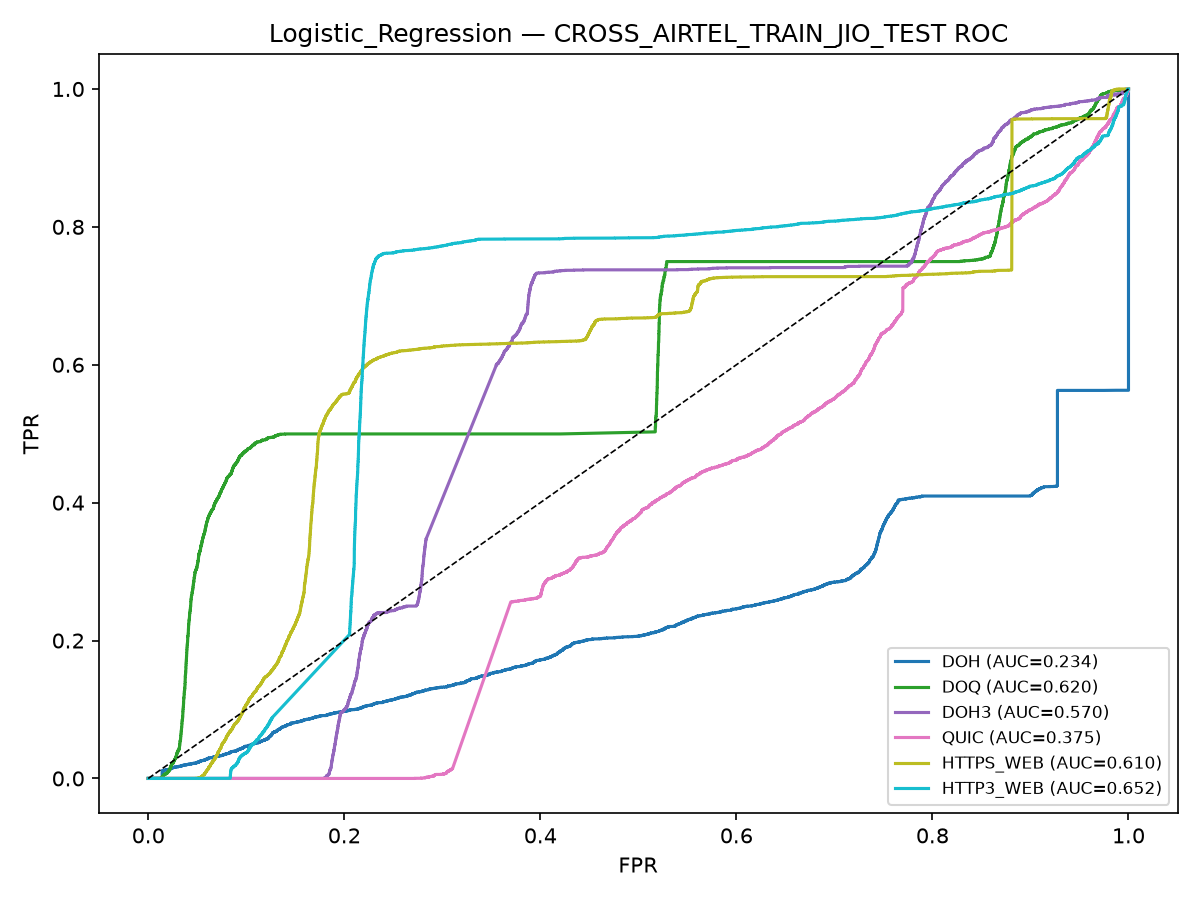 Logistic_Regression — CROSS_AIRTEL_TRAIN_JIO_TEST ROC
TPR
1.0
0.8
0.6
0.4
0.2
0.0
0.0 0.2 0.4 0.6 0.8 1.0
FPR
DOH (AUC=0.234)
DOQ (AUC=0.620)
DOH3 (AUC=0.570)
QUIC (AUC=0.375)
HTTPS_WEB (AUC=0.610)
HTTP3_WEB (AUC=0.652)